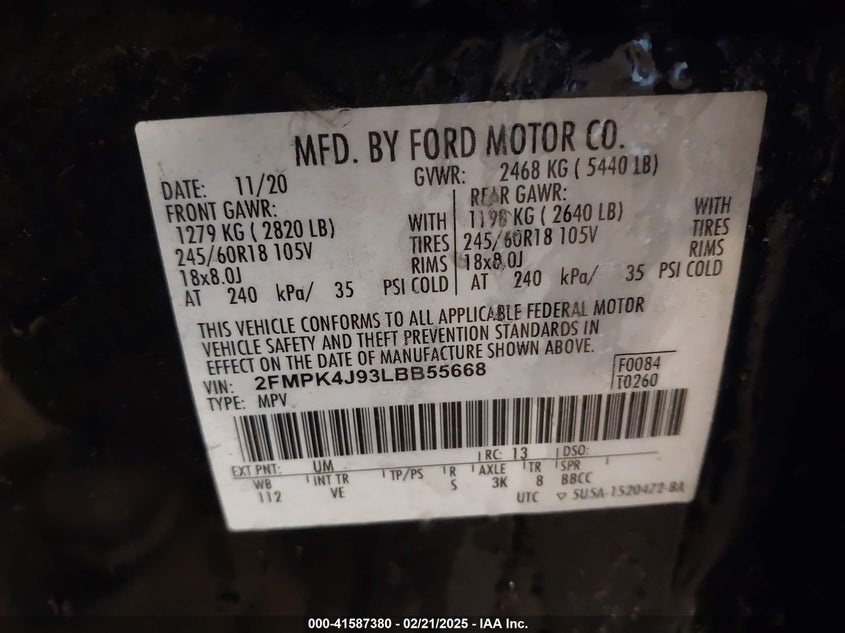 MFD. BY FORD MOTOR CO.
DATE: 11/20 GVWR: 2468 KG ( 5440 LB)
FRONT GAWR: REAR GAWR:
1279 KG ( 2820 LB) WITH 1198 KG ( 2640 LB) WITH
245/60R18 105V TIRES 245/60R18 105V TIRES
18x8.0J RIMS 18x8.0J RIMS
AT 240 kPa/ 35 PSI COLD AT 240 kPa/ 35 PSI COLD
THIS VEHICLE CONFORMS TO ALL APPLICABLE FEDERAL MOTOR
VEHICLE SAFETY AND THEFT PREVENTION STANDARDS IN
EFFECT ON THE DATE OF MANUFACTURE SHOWN ABOVE.
VIN: 2FMPK4J93LBB55668 F0084
TYPE: MPV T0260
EXT PNT: UM RC: 13 DSO:
WB INT TR TP/PS R AXLE TR SPR
112 VE S 3K 8 BBCC
UTC ▽ 5U5A-1520472-BA
000-41587380 - 02/21/2025 - IAA Inc.